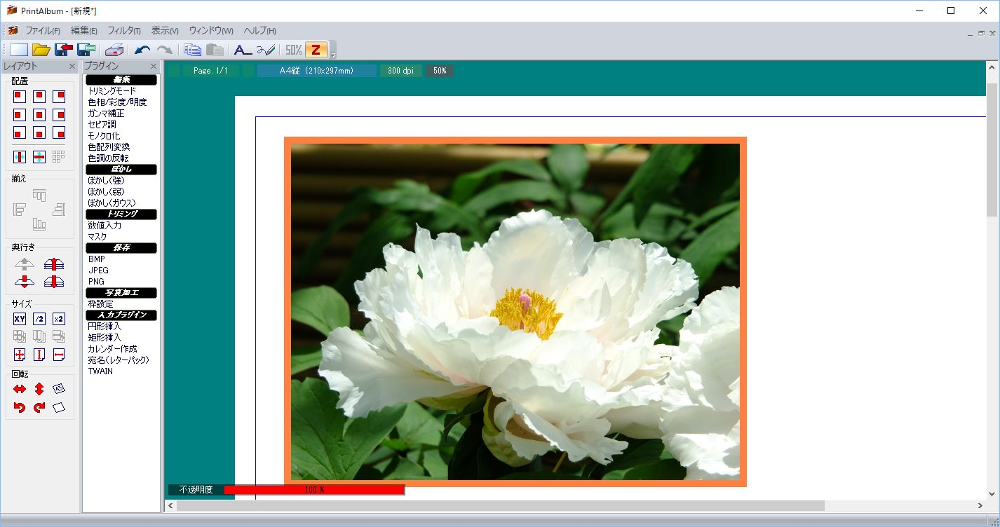 PrintAlbum - [新規*]
ファイル(F) 編集(E) フィルタ(T) 表示(V) ウィンドウ(W) ヘルプ(H)
50% Z
レイアウト
配置
揃え
奥行き
サイズ
X,Y /2 x2
回転
45
プラグイン
編集
トリミングモード
色相/彩度/明度
ガンマ補正
セピア調
モノクロ化
色配列変換
色調の反転
ぼかし
ぼかし(強)
ぼかし(弱)
ぼかし(ガウス)
トリミング
数値入力
マスク
保存
BMP
JPEG
PNG
写真加工
枠設定
入力プラグイン
円形挿入
矩形挿入
カレンダー作成
宛名(レターパック)
TWAIN
Page. 1/1 A4縦 (210x297mm) 300 dpi 50%
不透明度 100 %